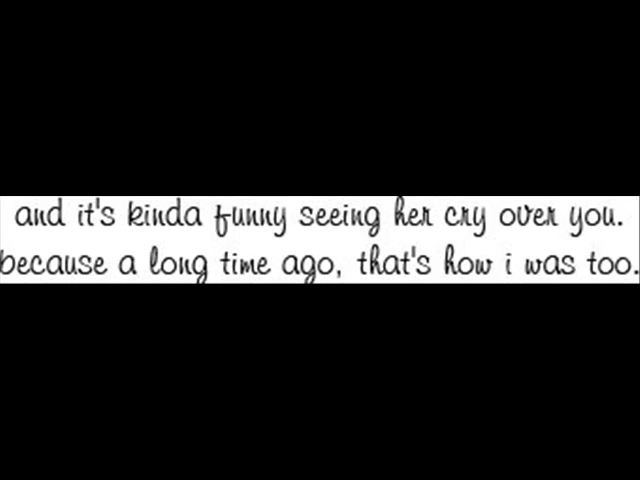 and it's kinda funny seeing her cry over you.
because a long time ago, that's how i was too.